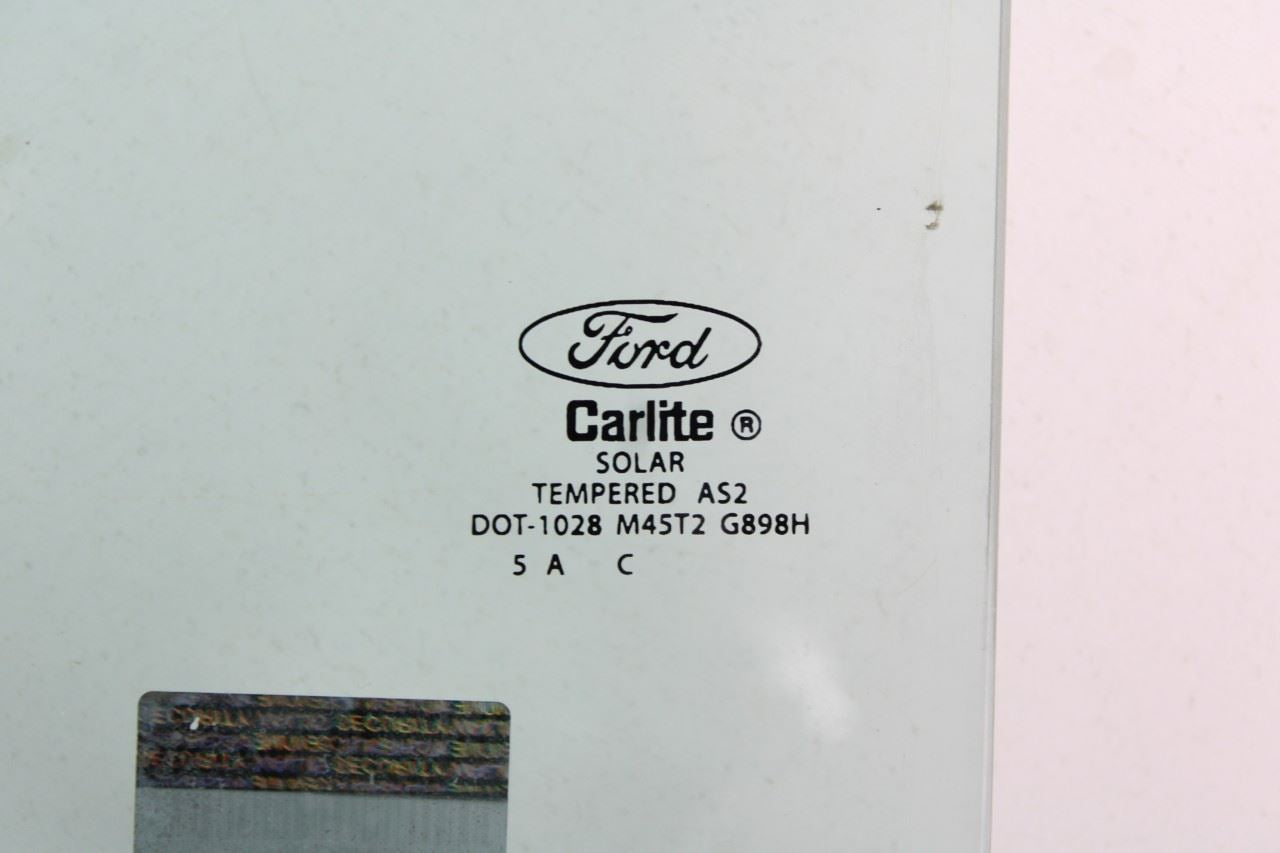 Ford
Carlite ®
SOLAR
TEMPERED AS2
DOT-1028 M45T2 G898H
5 A C